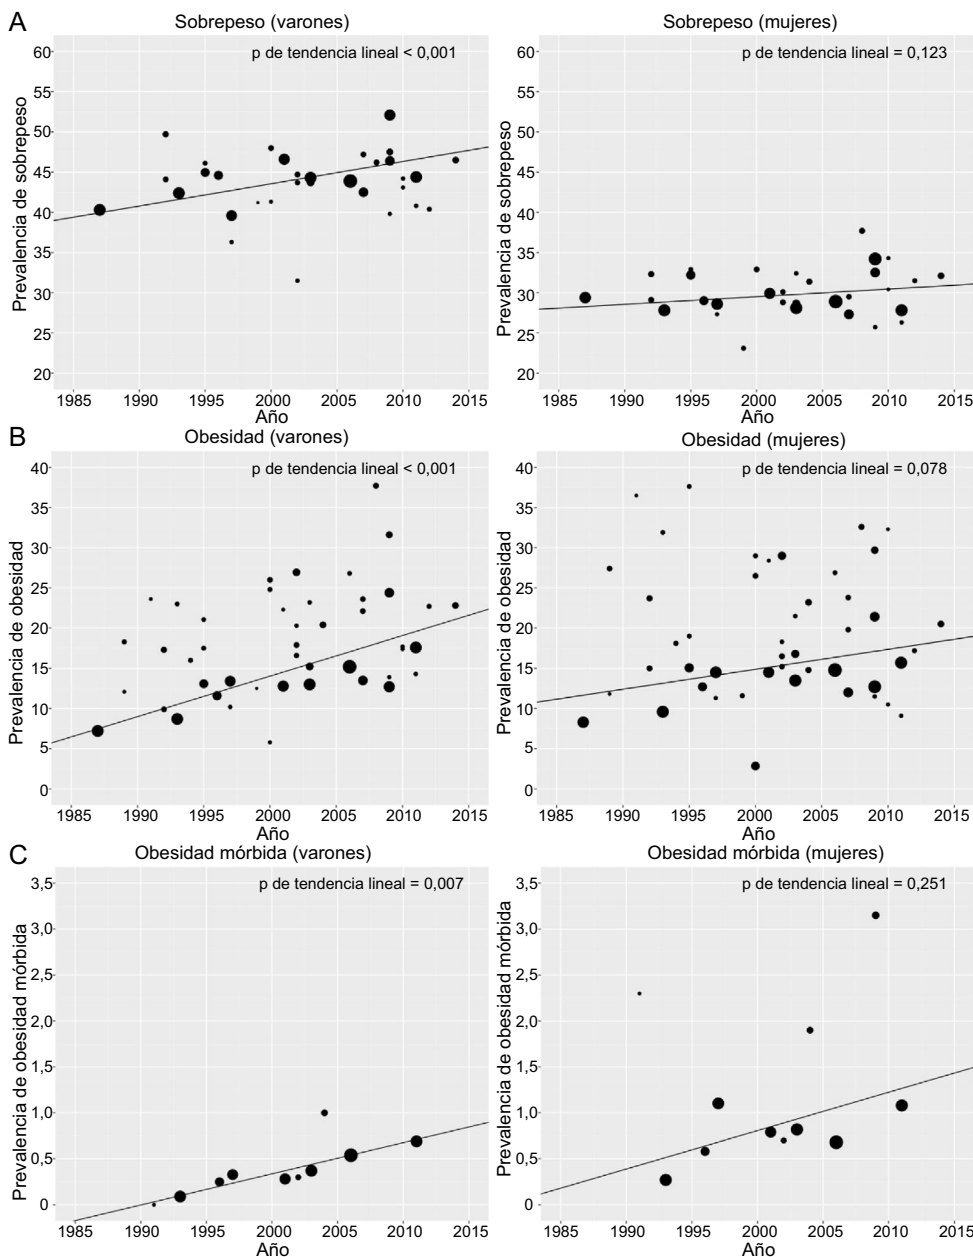 A
Sobrepeso (varones)
Sobrepeso (mujeres)
p de tendencia lineal < 0,001
Prevalencia de sobrepeso
60
55
50
45
40
35
30
25
20
1985 1990 1995 2000 2005 2010 2015
Año
p de tendencia lineal = 0,123
Prevalencia de sobrepeso
60
55
50
45
40
35
30
25
20
1985 1990 1995 2000 2005 2010 2015
Año
B
Obesidad (varones)
Obesidad (mujeres)
p de tendencia lineal < 0,001
Prevalencia de obesidad
40
35
30
25
20
15
10
5
0
1985 1990 1995 2000 2005 2010 2015
Año
p de tendencia lineal = 0,078
Prevalencia de obesidad
40
35
30
25
20
15
10
5
0
1985 1990 1995 2000 2005 2010 2015
Año
C
Obesidad mórbida (varones)
Obesidad mórbida (mujeres)
p de tendencia lineal = 0,007
Prevalencia de obesidad mórbida
3,5
3,0
2,5
2,0
1,5
1,0
0,5
0
1985 1990 1995 2000 2005 2010 2015
Año
p de tendencia lineal = 0,251
Prevalencia de obesidad mórbida
3,5
3,0
2,5
2,0
1,5
1,0
0,5
0
1985 1990 1995 2000 2005 2010 2015
Año